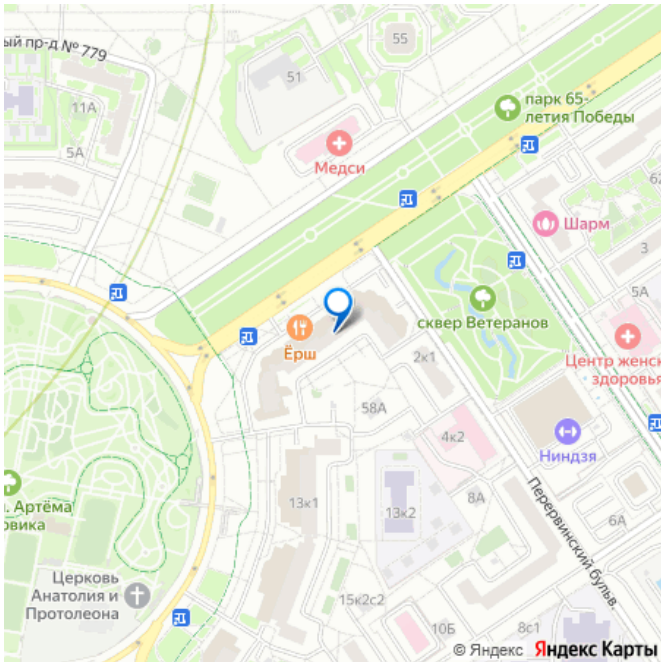 ый пр-д № 779
55
51
парк 65-
летия Победы
11А
5А
Медси
62
Шарм
3
5А
сквер Ветеранов
Ёрш
Центр женск
здоровья
2к1
58А
4к2
Ниндзя
. Артёма
овика
13к1
13к2
8А
6А
Перервинский бульв.
Церковь
Анатолия и
Протолеона
15к2с2
10Б
8с1
© Яндекс Яндекс Карты